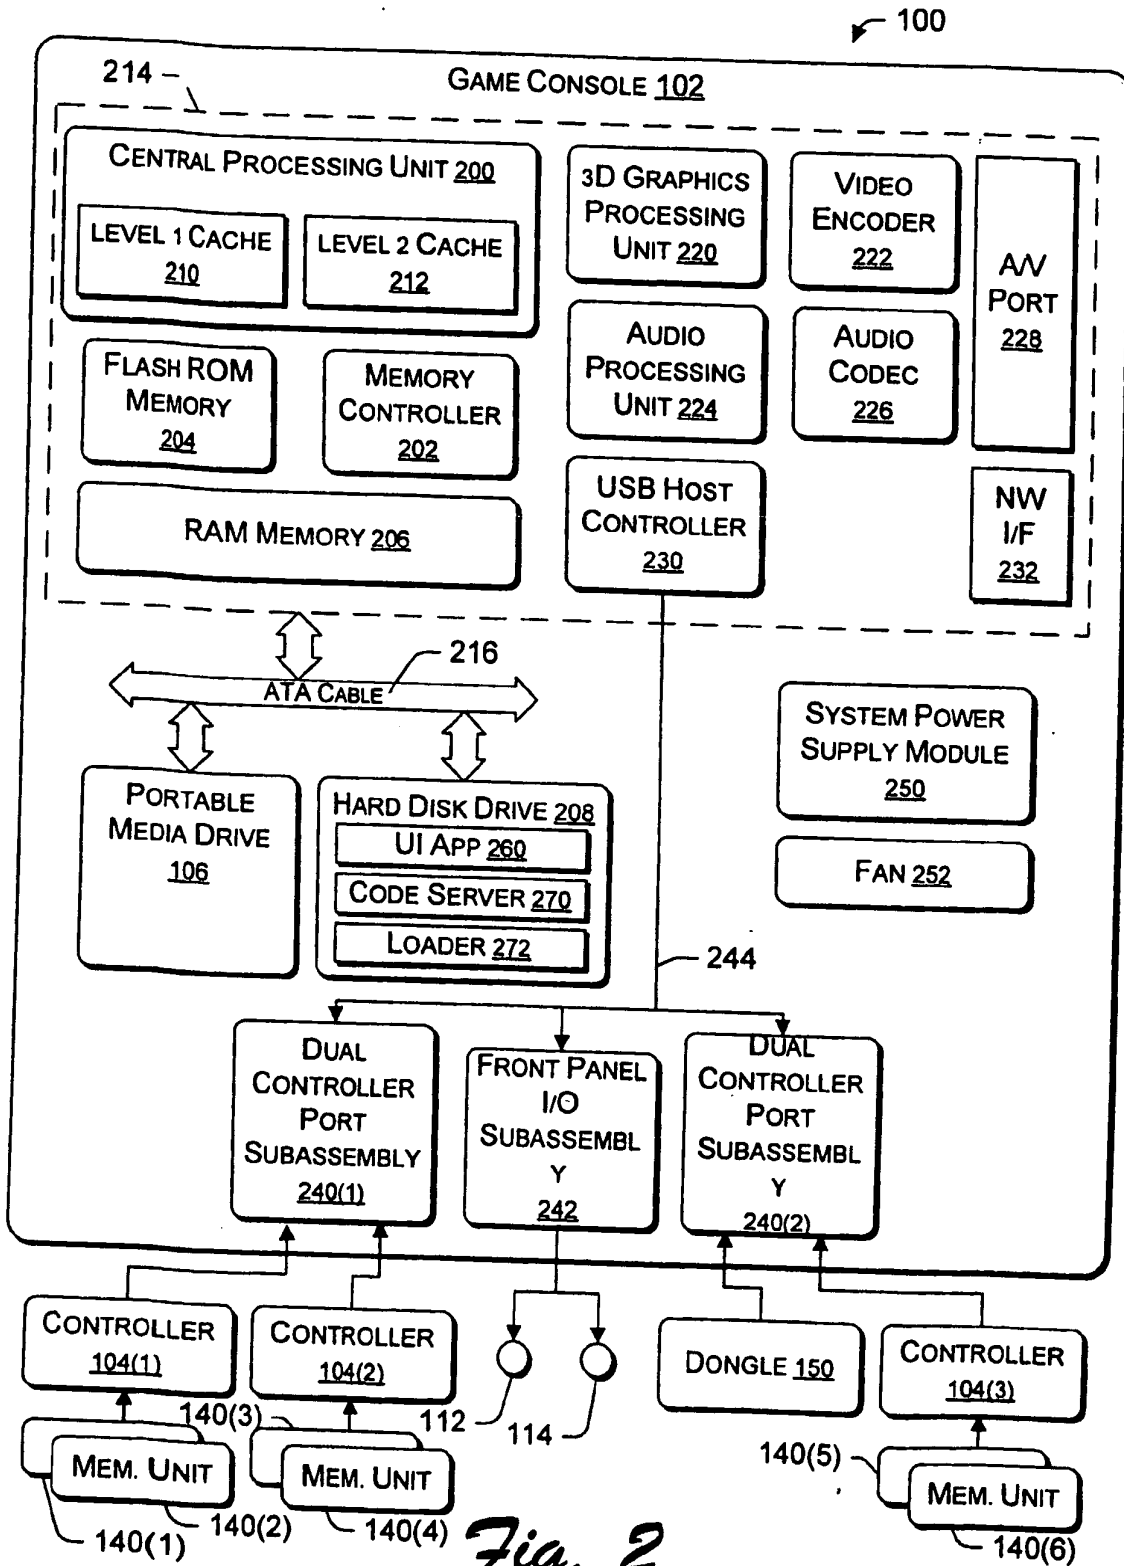 100
GAME CONSOLE 102
214
CENTRAL PROCESSING UNIT 200
LEVEL 1 CACHE
210
LEVEL 2 CACHE
212
3D GRAPHICS
PROCESSING
UNIT 220
VIDEO
ENCODER
222
A/V
PORT
228
FLASH ROM
MEMORY
204
MEMORY
CONTROLLER
202
AUDIO
PROCESSING
UNIT 224
AUDIO
CODEC
226
RAM MEMORY 206
USB HOST
CONTROLLER
230
NW
I/F
232
216
ATA CABLE
SYSTEM POWER
SUPPLY MODULE
250
PORTABLE
MEDIA DRIVE
106
HARD DISK DRIVE 208
UI APP 260
CODE SERVER 270
LOADER 272
FAN 252
244
DUAL
CONTROLLER
PORT
SUBASSEMBLY
240(1)
FRONT PANEL
I/O
SUBASSEMBL
Y
242
DUAL
CONTROLLER
PORT
SUBASSEMBL
Y
240(2)
CONTROLLER
104(1)
CONTROLLER
104(2)
112
114
DONGLE 150
CONTROLLER
104(3)
MEM. UNIT
140(1)
140(2)
140(3)
MEM. UNIT
140(4)
140(5)
MEM. UNIT
140(6)
Fig. 2